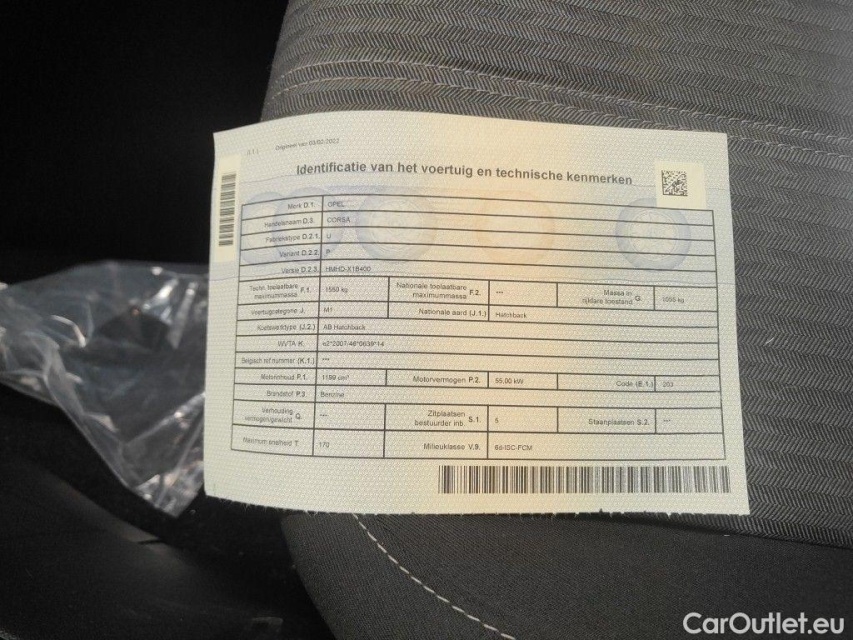 Origineel van 03/02/2022
Identificatie van het voertuig en technische kenmerken
Merk D.1. OPEL
Handelsnaam D.3. CORSA
Fabriekstype D.2.1. U
Variant D.2.2. P
Versie D.2.3. HMHD-X1B400
Techn. toelaatbare maximummassa F.1. 1550 kg Nationale toelaatbare maximummassa F.2. --- Massa in rijklare toestand G 1055 kg
Voertuigcategorie J. M1 Nationale aard (J.1.) Hatchback
Koetswerktype (J.2.) AB Hatchback
WVTA K. e2*2007/46*0639*14
Belgisch ref nummer (K.1.) ---
Motorinhoud P.1. 1199 cm³ Motorvermogen P.2. 55,00 kW Code (E.1.) 203
Brandstof P.3. Benzine
Verhouding vermogen/gewicht Q. --- Zitplaatsen bestuurder inb. S.1. 5 Staanplaatsen S.2. ---
Maximum snelheid T. 170 Milieuklasse V.9. 6d-ISC-FCM
CarOutlet.eu